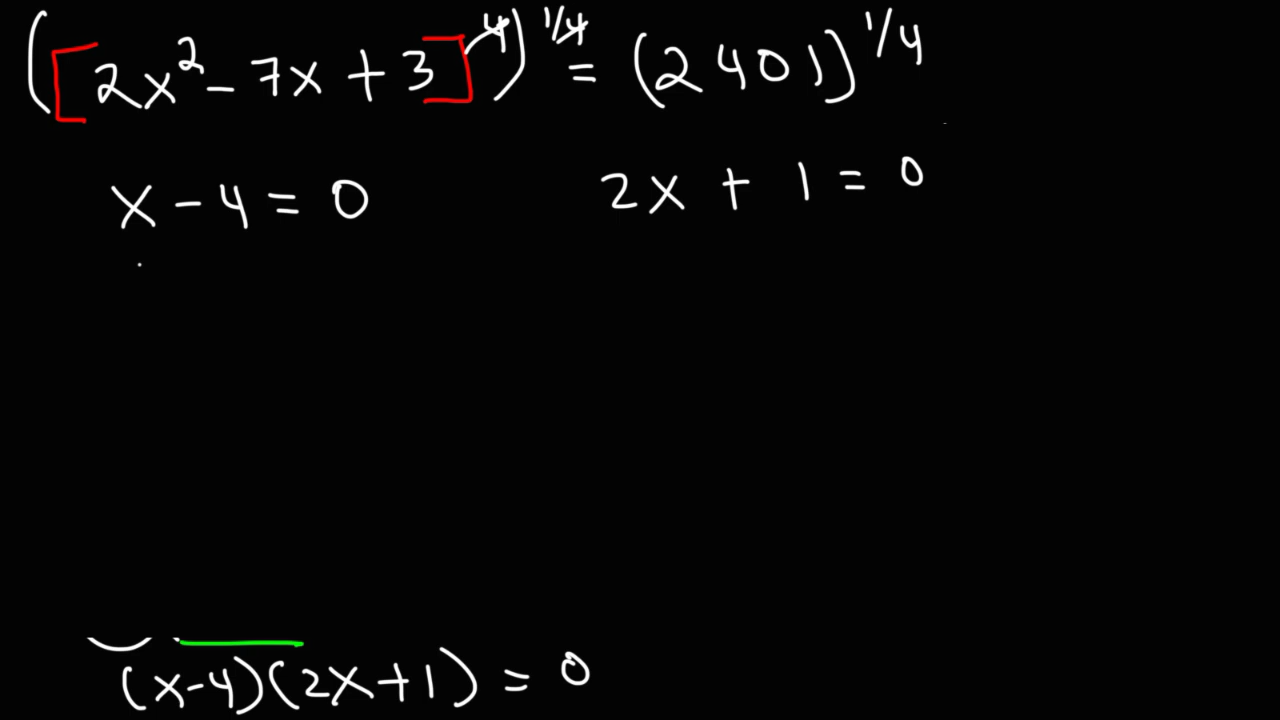 ([2x² - 7x + 3]⁴)^1/4 = (2401)^1/4
x - 4 = 0 2x + 1 = 0
(x-4)(2x+1) = 0